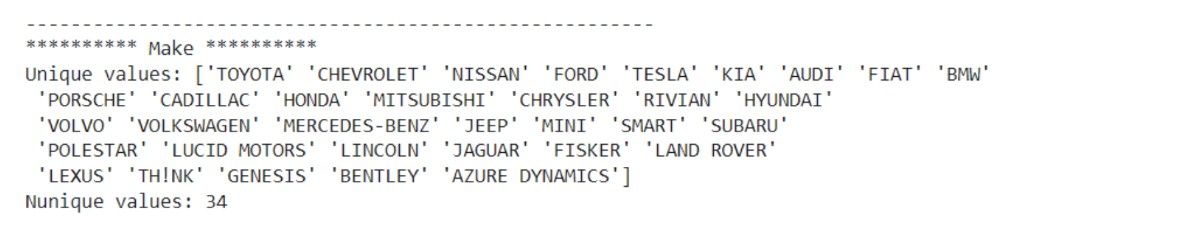 --------------------------------------------------------
********** Make **********
Unique values: ['TOYOTA' 'CHEVROLET' 'NISSAN' 'FORD' 'TESLA' 'KIA' 'AUDI' 'FIAT' 'BMW'
 'PORSCHE' 'CADILLAC' 'HONDA' 'MITSUBISHI' 'CHRYSLER' 'RIVIAN' 'HYUNDAI'
 'VOLVO' 'VOLKSWAGEN' 'MERCEDES-BENZ' 'JEEP' 'MINI' 'SMART' 'SUBARU'
 'POLESTAR' 'LUCID MOTORS' 'LINCOLN' 'JAGUAR' 'FISKER' 'LAND ROVER'
 'LEXUS' 'TH!NK' 'GENESIS' 'BENTLEY' 'AZURE DYNAMICS']
Nunique values: 34